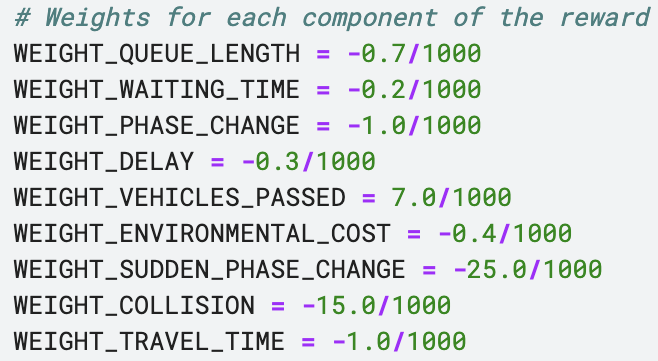 # Weights for each component of the reward
WEIGHT_QUEUE_LENGTH = -0.7/1000
WEIGHT_WAITING_TIME = -0.2/1000
WEIGHT_PHASE_CHANGE = -1.0/1000
WEIGHT_DELAY = -0.3/1000
WEIGHT_VEHICLES_PASSED = 7.0/1000
WEIGHT_ENVIRONMENTAL_COST = -0.4/1000
WEIGHT_SUDDEN_PHASE_CHANGE = -25.0/1000
WEIGHT_COLLISION = -15.0/1000
WEIGHT_TRAVEL_TIME = -1.0/1000